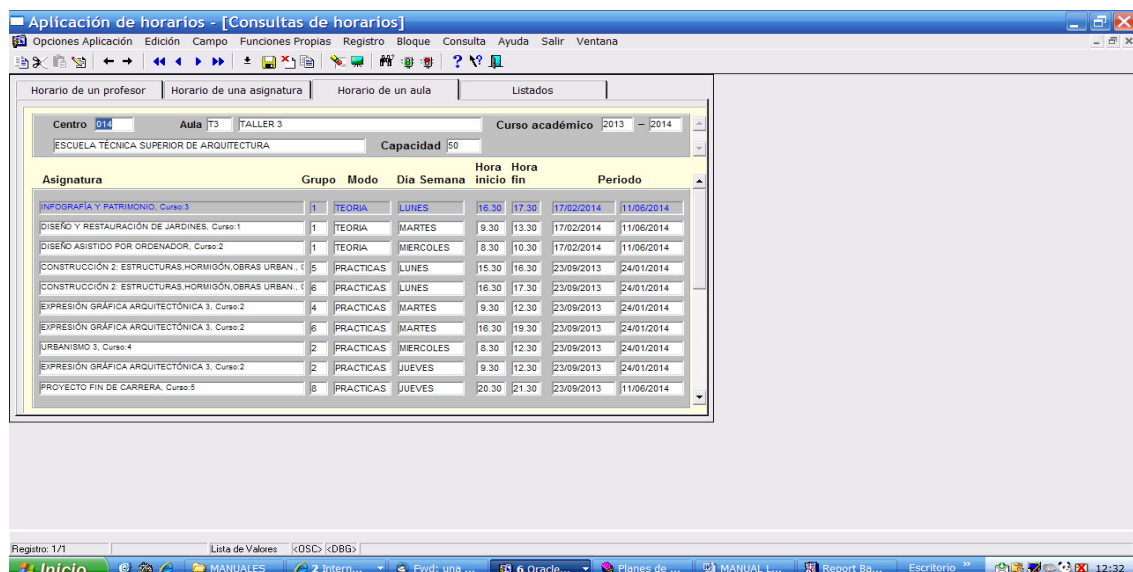 Aplicación de horarios - [Consultas de horarios]
Opciones Aplicación Edición Campo Funciones Propias Registro Bloque Consulta Ayuda Salir Ventana
Horario de un profesor Horario de una asignatura Horario de un aula Listados
Centro 014 Aula T3 TALLER 3 Curso académico 2013 – 2014
ESCUELA TÉCNICA SUPERIOR DE ARQUITECTURA Capacidad 50
Asignatura Grupo Modo Día Semana Hora inicio Hora fin Periodo
INFOGRAFÍA Y PATRIMONIO, Curso:3 1 TEORIA LUNES 16.30 17.30 17/02/2014 11/06/2014
DISEÑO Y RESTAURACIÓN DE JARDINES, Curso:1 1 TEORIA MARTES 9.30 13.30 17/02/2014 11/06/2014
DISEÑO ASISTIDO POR ORDENADOR, Curso:2 1 TEORIA MIERCOLES 8.30 10.30 17/02/2014 11/06/2014
CONSTRUCCIÓN 2: ESTRUCTURAS,HORMIGÓN,OBRAS URBAN., 5 PRACTICAS LUNES 15.30 16.30 23/09/2013 24/01/2014
CONSTRUCCIÓN 2: ESTRUCTURAS,HORMIGÓN,OBRAS URBAN., 6 PRACTICAS LUNES 16.30 17.30 23/09/2013 24/01/2014
EXPRESIÓN GRÁFICA ARQUITECTÓNICA 3, Curso:2 4 PRACTICAS MARTES 9.30 12.30 23/09/2013 24/01/2014
EXPRESIÓN GRÁFICA ARQUITECTÓNICA 3, Curso:2 6 PRACTICAS MARTES 16.30 19.30 23/09/2013 24/01/2014
URBANISMO 3, Curso:4 2 PRACTICAS MIERCOLES 8.30 12.30 23/09/2013 24/01/2014
EXPRESIÓN GRÁFICA ARQUITECTÓNICA 3, Curso:2 2 PRACTICAS JUEVES 9.30 12.30 23/09/2013 24/01/2014
PROYECTO FIN DE CARRERA, Curso:5 8 PRACTICAS JUEVES 20.30 21.30 23/09/2013 11/06/2014
Registro: 1/1 Lista de Valores <OSC> <DBG>
Inicio MANUALES 2 Intern... Fwd: una ... 6 Oracle... Planes de ... MANUAL L... Report Ba... Escritorio » 12:32